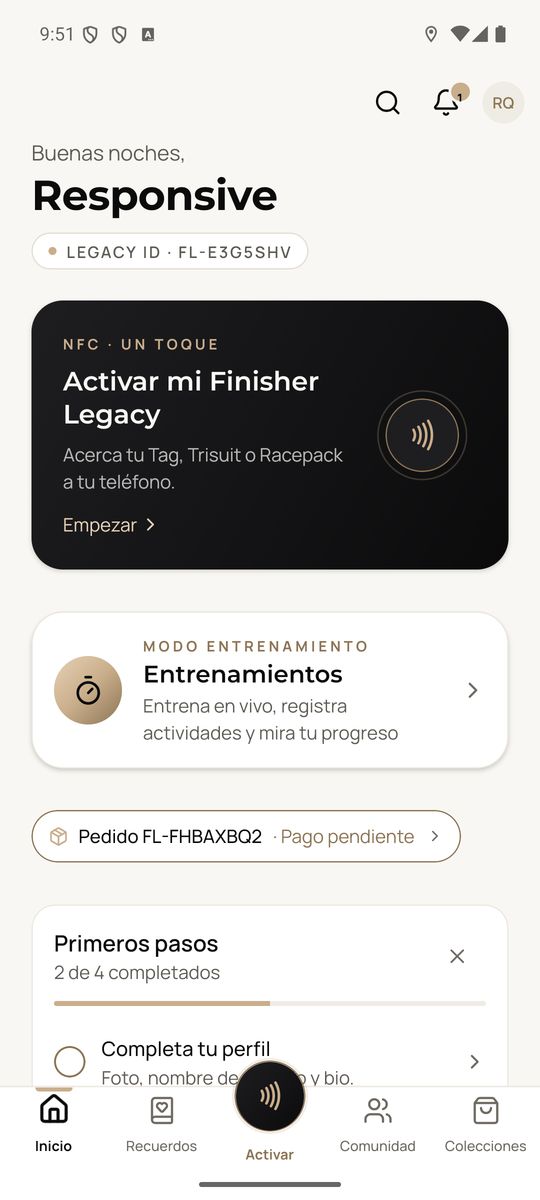 9:51
1
RQ
Buenas noches,
Responsive
LEGACY ID · FL-E3G5SHV
NFC · UN TOQUE
Activar mi Finisher
Legacy
Acerca tu Tag, Trisuit o Racepack
a tu teléfono.
Empezar
MODO ENTRENAMIENTO
Entrenamientos
Entrena en vivo, registra
actividades y mira tu progreso
Pedido FL-FHBAXBQ2 · Pago pendiente
Primeros pasos
2 de 4 completados
Completa tu perfil
Foto, nombre de y bio.
Inicio
Recuerdos
Activar
Comunidad
Colecciones